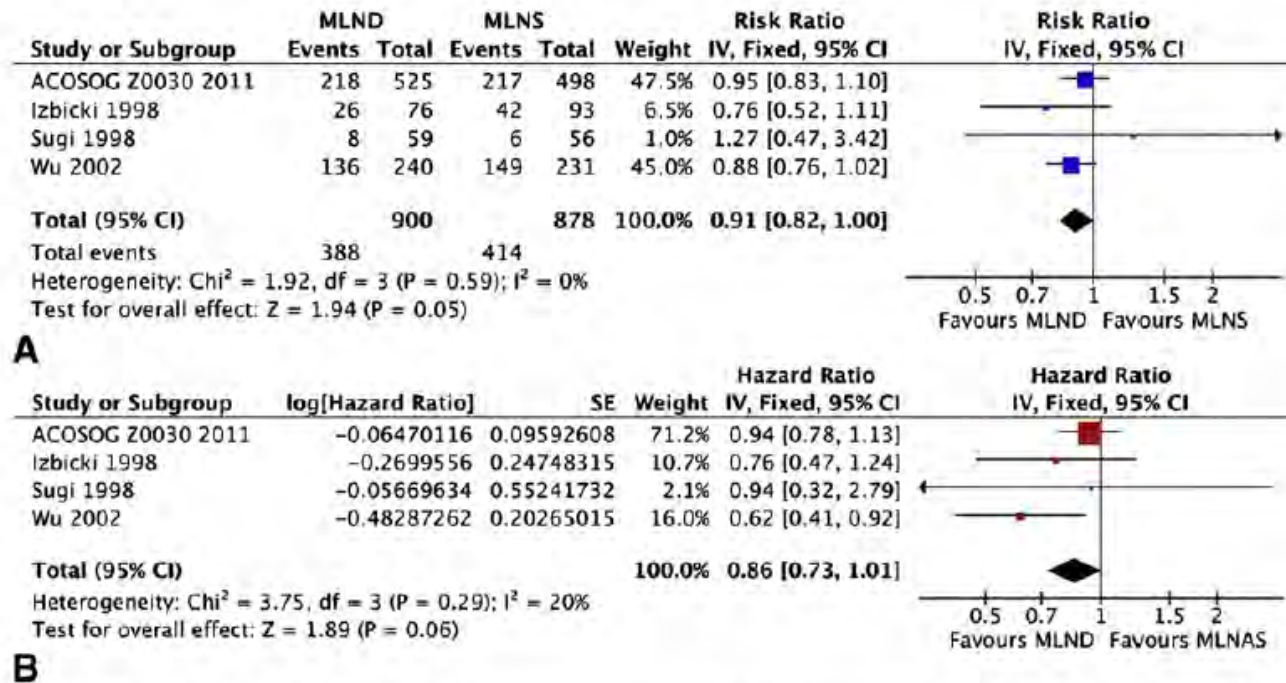 MLND MLNS Risk Ratio Risk Ratio
Study or Subgroup Events Total Events Total Weight IV, Fixed, 95% CI IV, Fixed, 95% CI
ACOSOG Z0030 2011 218 525 217 498 47.5% 0.95 [0.83, 1.10]
Izbicki 1998 26 76 42 93 6.5% 0.76 [0.52, 1.11]
Sugi 1998 8 59 6 56 1.0% 1.27 [0.47, 3.42]
Wu 2002 136 240 149 231 45.0% 0.88 [0.76, 1.02]
Total (95% CI) 900 878 100.0% 0.91 [0.82, 1.00]
Total events 388 414
Heterogeneity: Chi² = 1.92, df = 3 (P = 0.59); I² = 0%
Test for overall effect: Z = 1.94 (P = 0.05)
0.5 0.7 1 1.5 2
Favours MLND Favours MLNS
A
Hazard Ratio Hazard Ratio
Study or Subgroup log[Hazard Ratio] SE Weight IV, Fixed, 95% CI IV, Fixed, 95% CI
ACOSOG Z0030 2011 −0.06470116 0.09592608 71.2% 0.94 [0.78, 1.13]
Izbicki 1998 −0.2699556 0.24748315 10.7% 0.76 [0.47, 1.24]
Sugi 1998 −0.05669634 0.55241732 2.1% 0.94 [0.32, 2.79]
Wu 2002 −0.48287262 0.20265015 16.0% 0.62 [0.41, 0.92]
Total (95% CI) 100.0% 0.86 [0.73, 1.01]
Heterogeneity: Chi² = 3.75, df = 3 (P = 0.29); I² = 20%
Test for overall effect: Z = 1.89 (P = 0.06)
0.5 0.7 1 1.5 2
Favours MLND Favours MLNAS
B